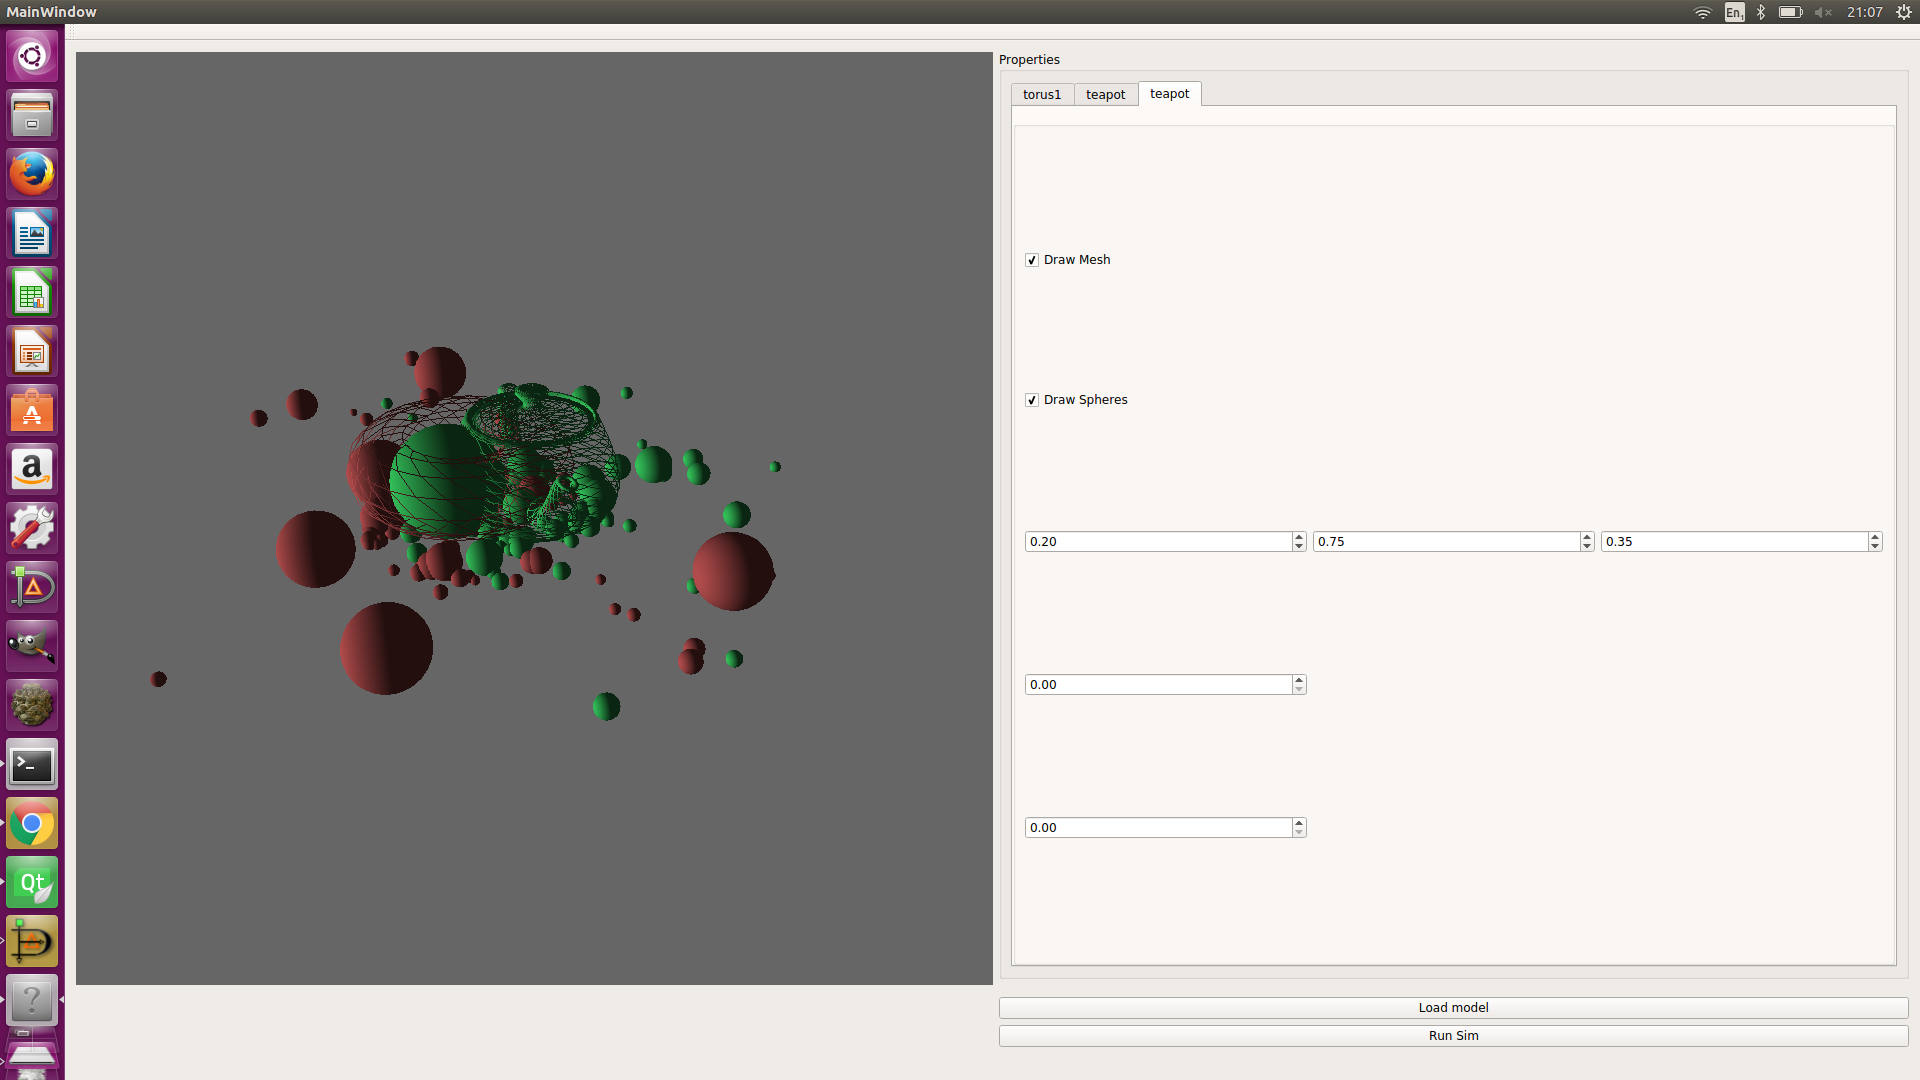 MainWindow
En1
21:07
Properties
torus1 teapot teapot
Draw Mesh
Draw Spheres
0.20 0.75 0.35
0.00
0.00
Load model
Run Sim
a
Qt